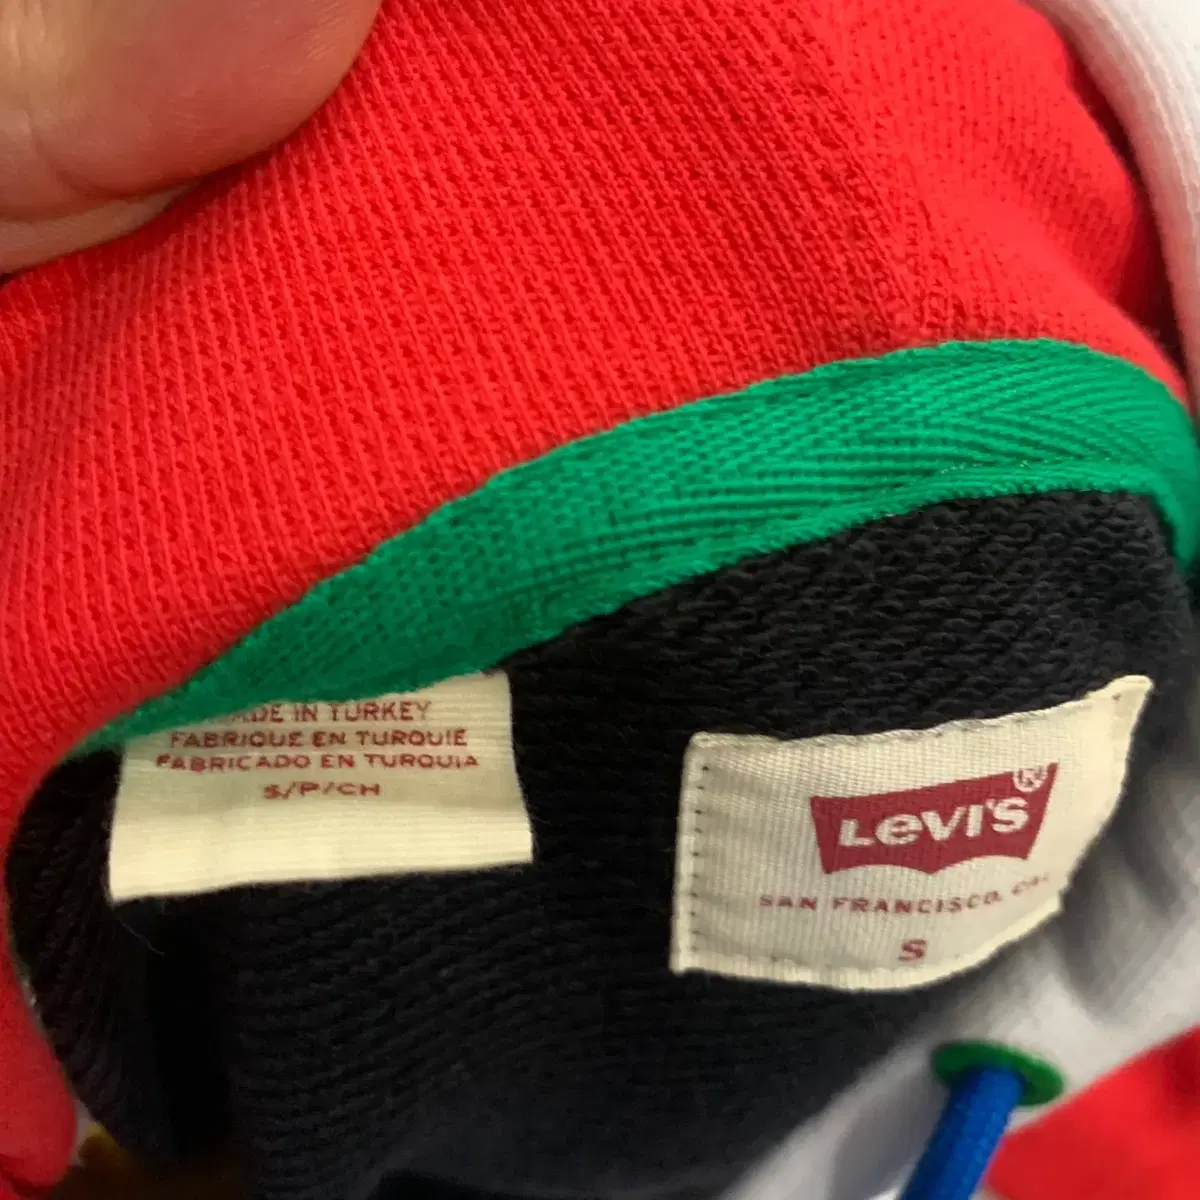 MADE IN TURKEY
FABRIQUE EN TURQUIE
FABRICADO EN TURQUIA
S/P/CH
LEVI'S®
SAN FRANCISCO, CAL
S